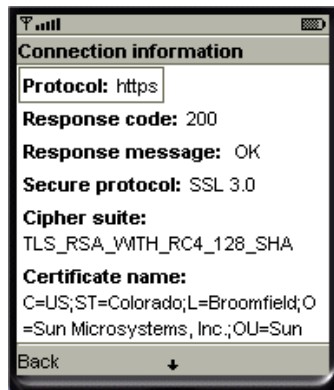 Connection information
Protocol: https
Response code: 200
Response message: OK
Secure protocol: SSL 3.0
Cipher suite:
TLS_RSA_WITH_RC4_128_SHA
Certificate name:
C=US;ST=Colorado;L=Broomfield;O
=Sun Microsystems, Inc.;OU=Sun
Back